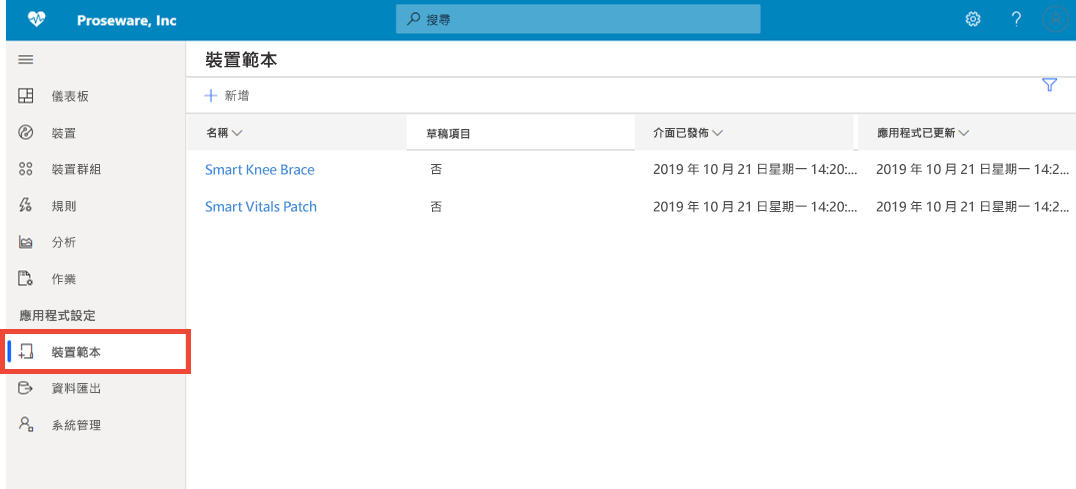 Proseware, Inc
搜尋
?
裝置範本
新增
儀表板
裝置
裝置群組
規則
分析
作業
應用程式設定
裝置範本
資料匯出
系統管理
名稱 草稿項目 介面已發佈 應用程式已更新
Smart Knee Brace 否 2019 年 10 月 21 日星期一 14:20:... 2019 年 10 月 21 日星期一 14:2...
Smart Vitals Patch 否 2019 年 10 月 21 日星期一 14:20:... 2019 年 10 月 21 日星期一 14:2...